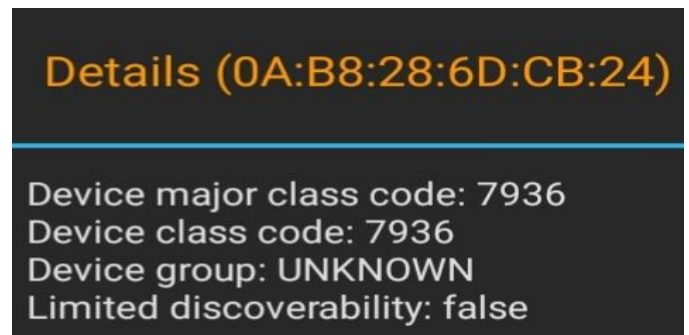 Details (0A:B8:28:6D:CB:24)
Device major class code: 7936
Device class code: 7936
Device group: UNKNOWN
Limited discoverability: false